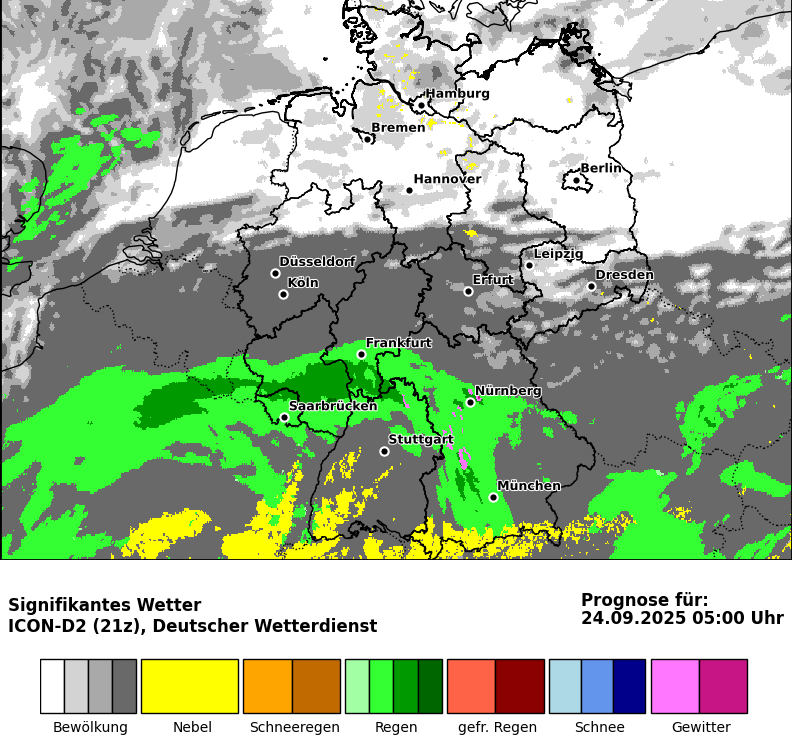 Hamburg
Bremen
Hannover
Berlin
Leipzig
Düsseldorf
Dresden
Köln
Erfurt
Frankfurt
Nürnberg
Saarbrücken
Stuttgart
München
Signifikantes Wetter
ICON-D2 (21z), Deutscher Wetterdienst
Prognose für:
24.09.2025 05:00 Uhr
Bewölkung
Nebel
Schneeregen
Regen
gefr. Regen
Schnee
Gewitter